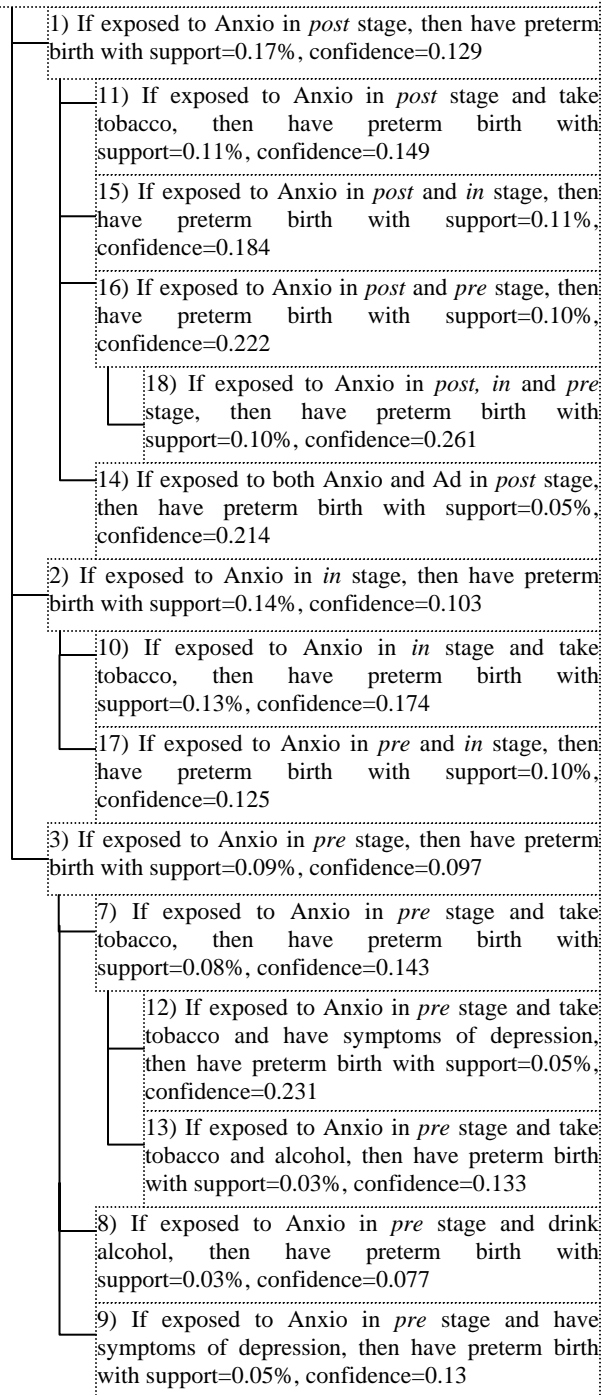 1) If exposed to Anxio in post stage, then have preterm
birth with support=0.17%, confidence=0.129
11) If exposed to Anxio in post stage and take
tobacco, then have preterm birth with
support=0.11%, confidence=0.149
15) If exposed to Anxio in post and in stage, then
have preterm birth with support=0.11%,
confidence=0.184
16) If exposed to Anxio in post and pre stage, then
have preterm birth with support=0.10%,
confidence=0.222
18) If exposed to Anxio in post, in and pre
stage, then have preterm birth with
support=0.10%, confidence=0.261
14) If exposed to both Anxio and Ad in post stage,
then have preterm birth with support=0.05%,
confidence=0.214
2) If exposed to Anxio in in stage, then have preterm
birth with support=0.14%, confidence=0.103
10) If exposed to Anxio in in stage and take
tobacco, then have preterm birth with
support=0.13%, confidence=0.174
17) If exposed to Anxio in pre and in stage, then
have preterm birth with support=0.10%,
confidence=0.125
3) If exposed to Anxio in pre stage, then have preterm
birth with support=0.09%, confidence=0.097
7) If exposed to Anxio in pre stage and take
tobacco, then have preterm birth with
support=0.08%, confidence=0.143
12) If exposed to Anxio in pre stage and take
tobacco and have symptoms of depression,
then have preterm birth with support=0.05%,
confidence=0.231
13) If exposed to Anxio in pre stage and take
tobacco and alcohol, then have preterm birth
with support=0.03%, confidence=0.133
8) If exposed to Anxio in pre stage and drink
alcohol, then have preterm birth with
support=0.03%, confidence=0.077
9) If exposed to Anxio in pre stage and have
symptoms of depression, then have preterm birth
with support=0.05%, confidence=0.13